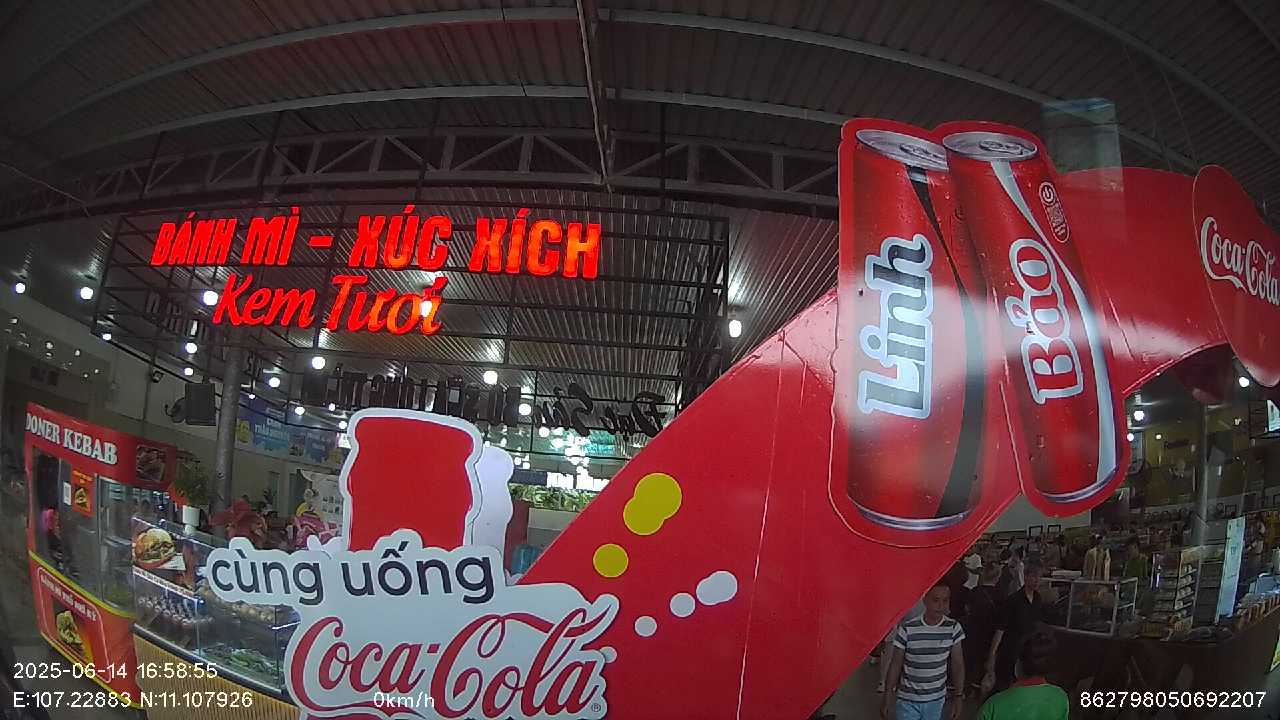 BÁNH MÌ - XÚC XÍCH
Kem Tươi
Linh
Bảo
Coca-Cola
DONER KEBAB
cùng uống
Coca-Cola
2025-06-14 16:58:55
E:107.22883 N:11.107926
0km/h
862798050692207